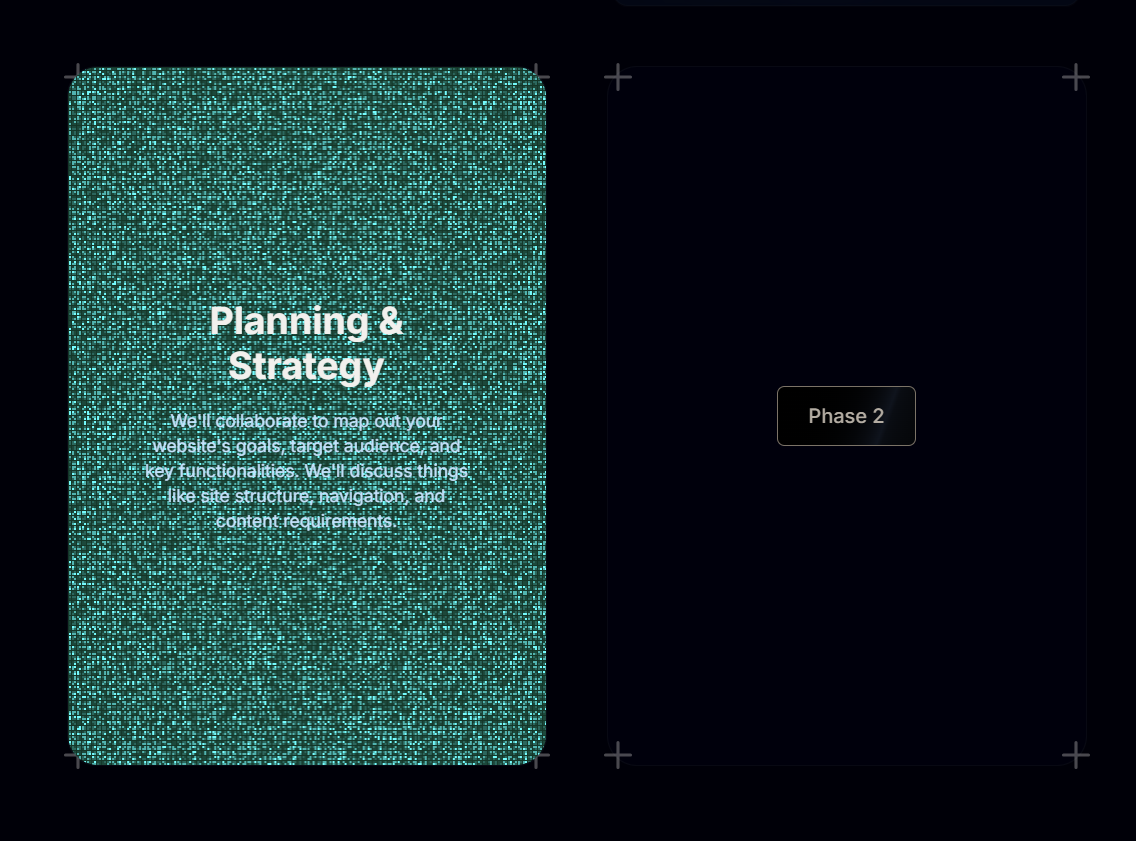 Planning &
Strategy
We'll collaborate to map out your
website's goals, target audience, and
key functionalities. We'll discuss things
like site structure, navigation, and
content requirements.
Phase 2